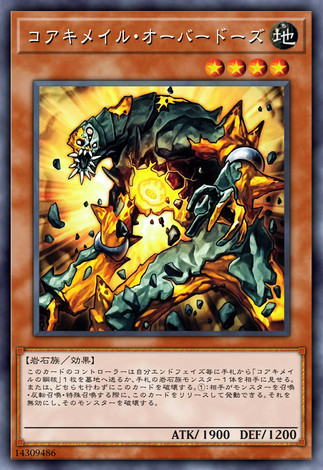 コアキメイル・オーバードーズ 地
【岩石族／効果】
このカードのコントローラーは自分エンドフェイズ毎に手札から「コアキメイル
の鋼核」１枚を墓地へ送るか、手札の岩石族モンスター１体を相手に見せる。
または、どちらも行わずにこのカードを破壊する。①：相手がモンスターを召喚
・反転召喚・特殊召喚する際に、このカードをリリースして発動できる。それを
無効にし、そのモンスターを破壊する。
ATK/ 1900 DEF/ 1200
14309486